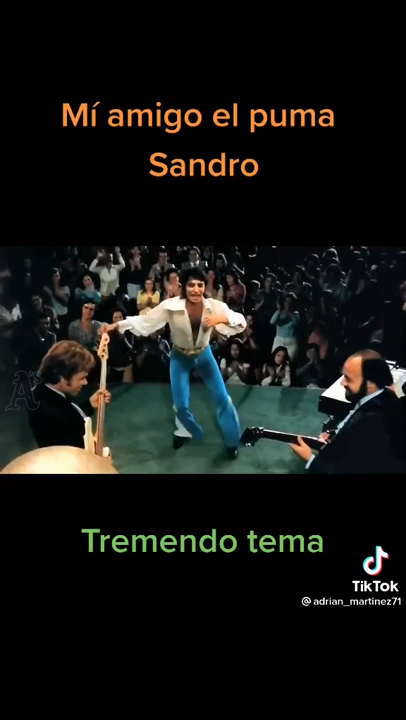 Mí amigo el puma
Sandro
Tremendo tema
TikTok
@adrian_martinez71